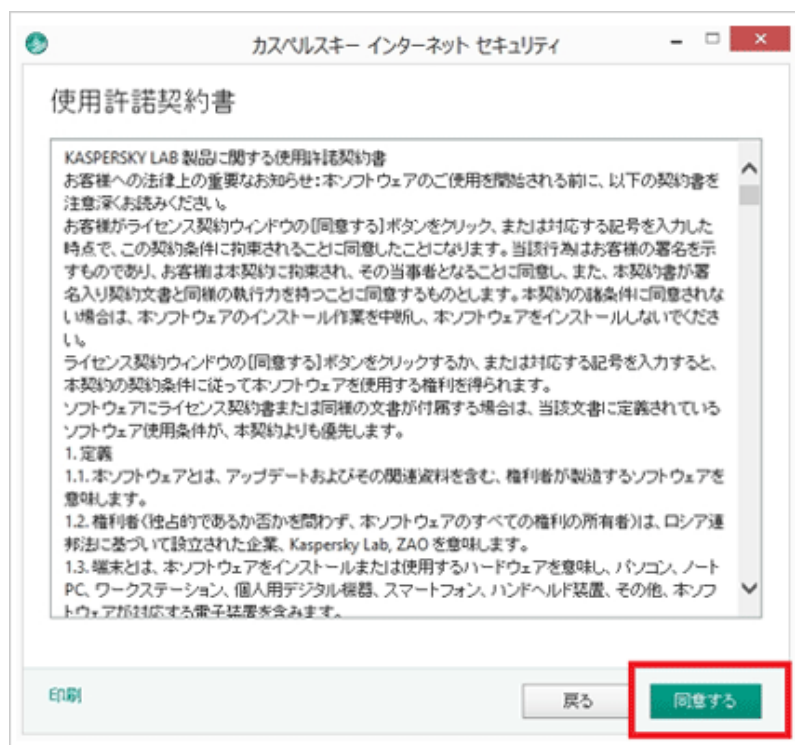 カスペルスキー インターネット セキュリティ
使用許諾契約書
KASPERSKY LAB 製品に関する使用許諾契約書
お客様への法律上の重要なお知らせ：本ソフトウェアのご使用を開始される前に、以下の契約書を
注意深くお読みください。
お客様がライセンス契約ウィンドウの[同意する]ボタンをクリック、または対応する記号を入力した
時点で、この契約条件に拘束されることに同意したことになります。当該行為はお客様の署名を示
すものであり、お客様は本契約に拘束され、その当事者となることに同意し、また、本契約書が署
名入り契約文書と同様の執行力を持つことに同意するものとします。本契約の諸条件に同意されな
い場合は、本ソフトウェアのインストール作業を中断し、本ソフトウェアをインストールしないでくださ
い。
ライセンス契約ウィンドウの[同意する]ボタンをクリックするか、または対応する記号を入力すると、
本契約の契約条件に従って本ソフトウェアを使用する権利を得られます。
ソフトウェアにライセンス契約書または同様の文書が付属する場合は、当該文書に定義されている
ソフトウェア使用条件が、本契約よりも優先します。
1. 定義
1.1. 本ソフトウェアとは、アップデートおよびその関連資料を含む、権利者が製造するソフトウェアを
意味します。
1.2. 権利者（独占的であるか否かを問わず、本ソフトウェアのすべての権利の所有者）は、ロシア連
邦法に基づいて設立された企業、Kaspersky Lab, ZAO を意味します。
1.3. 端末とは、本ソフトウェアをインストールまたは使用するハードウェアを意味し、パソコン、ノート
PC、ワークステーション、個人用デジタル機器、スマートフォン、ハンドヘルド装置、その他、本ソフ
トウェアが対応する電子装置を含みます。
印刷
戻る
同意する